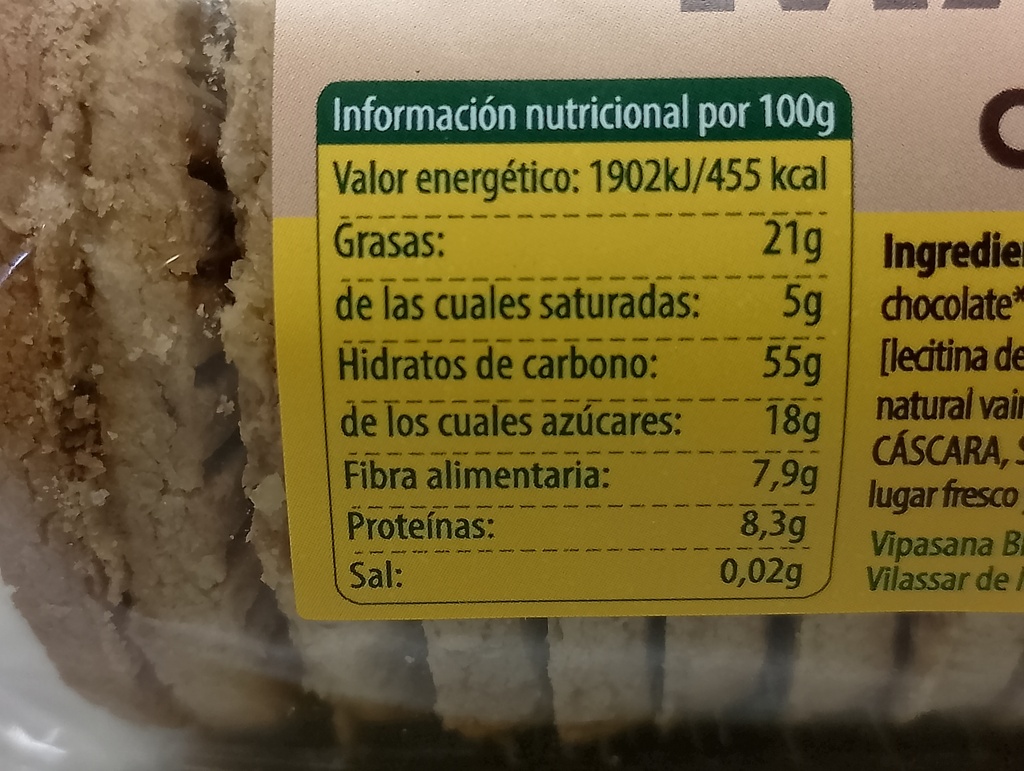 Información nutricional por 100g
Valor energético: 1902kJ/455 kcal
Grasas: 21g
de las cuales saturadas: 5g
Hidratos de carbono: 55g
de los cuales azúcares: 18g
Fibra alimentaria: 7,9g
Proteínas: 8,3g
Sal: 0,02g
chocolate*
[lecitina de
natural
CÁSCARA,
lugar fresco
Vipasana
Vilassar de